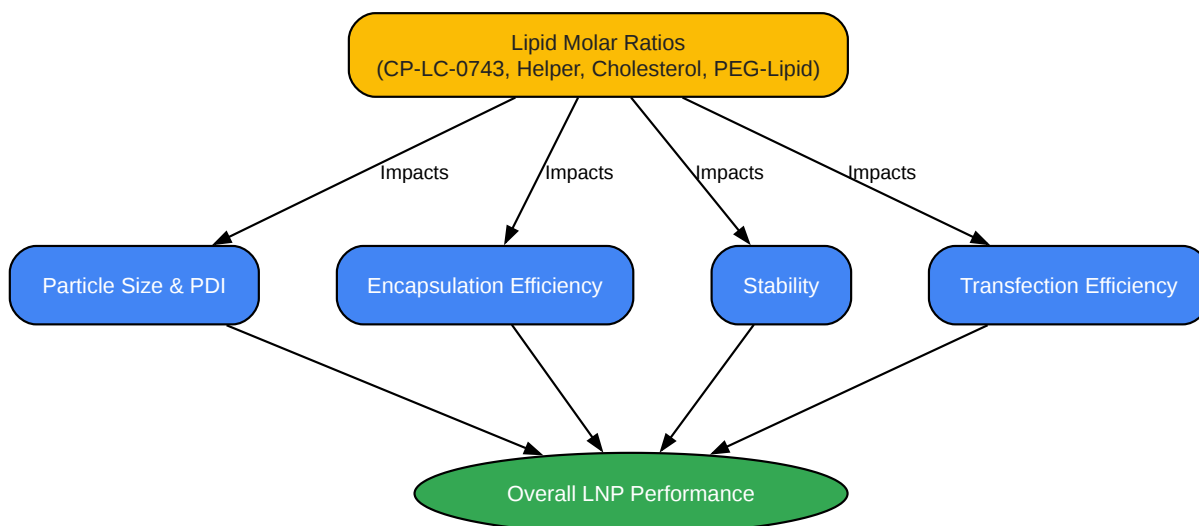 Lipid Molar Ratios
(CP-LC-0743, Helper, Cholesterol, PEG-Lipid)
Impacts
Impacts
Impacts
Impacts
Particle Size & PDI
Encapsulation Efficiency
Stability
Transfection Efficiency
Overall LNP Performance